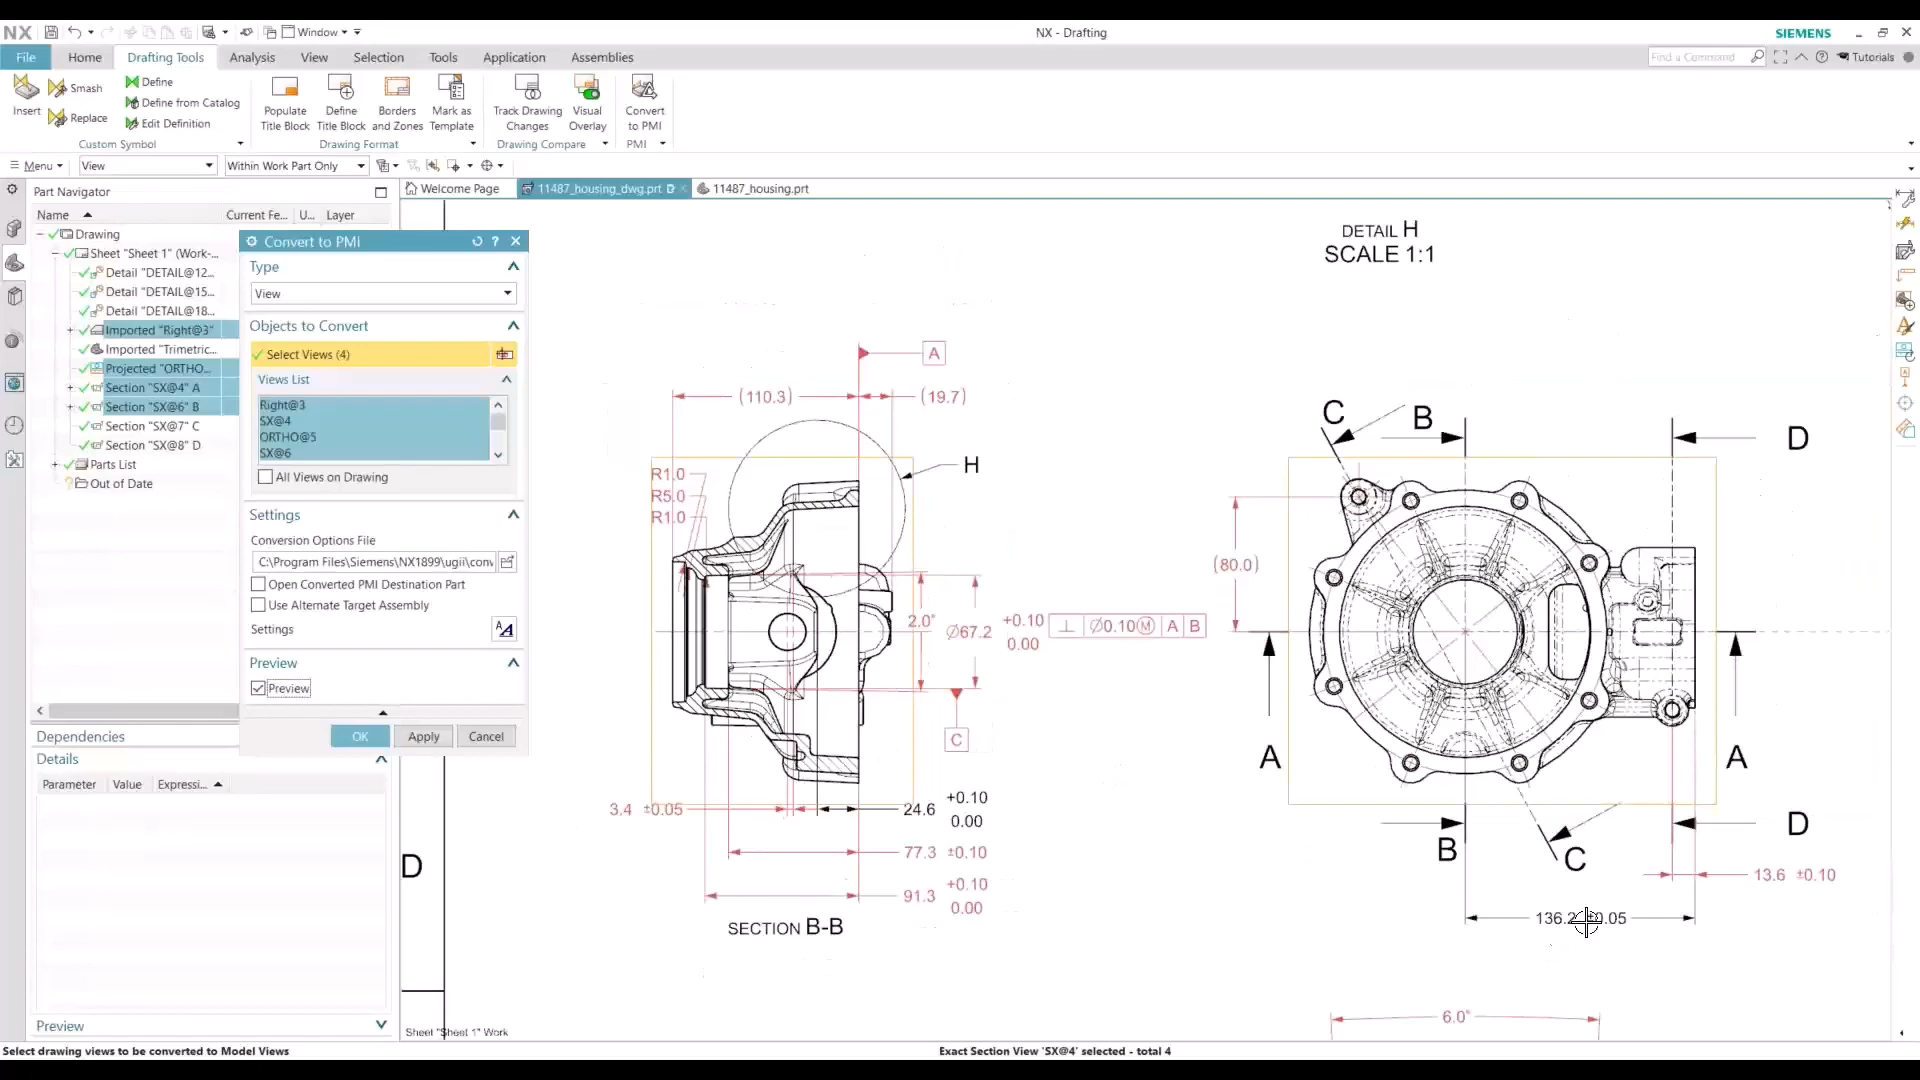 NX
Window
NX - Drafting
SIEMENS
File
Home
Drafting Tools
Analysis
View
Selection
Tools
Application
Assemblies
Find a Command
Tutorials
Insert
Smash
Replace
Define
Define from Catalog
Edit Definition
Populate Title Block
Define Title Block
Borders and Zones
Mark as Template
Track Drawing Changes
Visual Overlay
Convert to PMI
Custom Symbol
Drawing Format
Drawing Compare
PMI
Menu
View
Within Work Part Only
Part Navigator
Welcome Page
11487_housing_dwg.prt
11487_housing.prt
Name
Current Fe...
U...
Layer
Drawing
Sheet "Sheet 1" (Work-...
Detail "DETAIL@12...
Detail "DETAIL@15...
Detail "DETAIL@18...
Imported "Right@3"
Imported "Trimetric...
Projected "ORTHO...
Section "SX@4" A
Section "SX@6" B
Section "SX@7" C
Section "SX@8" D
Parts List
Out of Date
Dependencies
Details
Parameter
Value
Expressi...
Preview
Convert to PMI
Type
View
Objects to Convert
Select Views (4)
Views List
Right@3
SX@4
ORTHO@5
SX@6
All Views on Drawing
Settings
Conversion Options File
C:\Program Files\Siemens\NX1899\ugii\conv
Open Converted PMI Destination Part
Use Alternate Target Assembly
Settings
Preview
Preview
OK
Apply
Cancel
DETAIL H
SCALE 1:1
A
(110.3)
(19.7)
H
R1.0
R5.0
R1.0
2.0°
Ø67.2
+0.10
0.00
⊥ Ø0.10Ⓜ A B
C
3.4 ±0.05
24.6
+0.10
0.00
77.3 ±0.10
91.3
+0.10
0.00
SECTION B-B
C
B
D
(80.0)
A
A
B
C
D
13.6 ±0.10
6.0°
D
Sheet "Sheet 1" Work
Select drawing views to be converted to Model Views
Exact Section View 'SX@4' selected - total 4